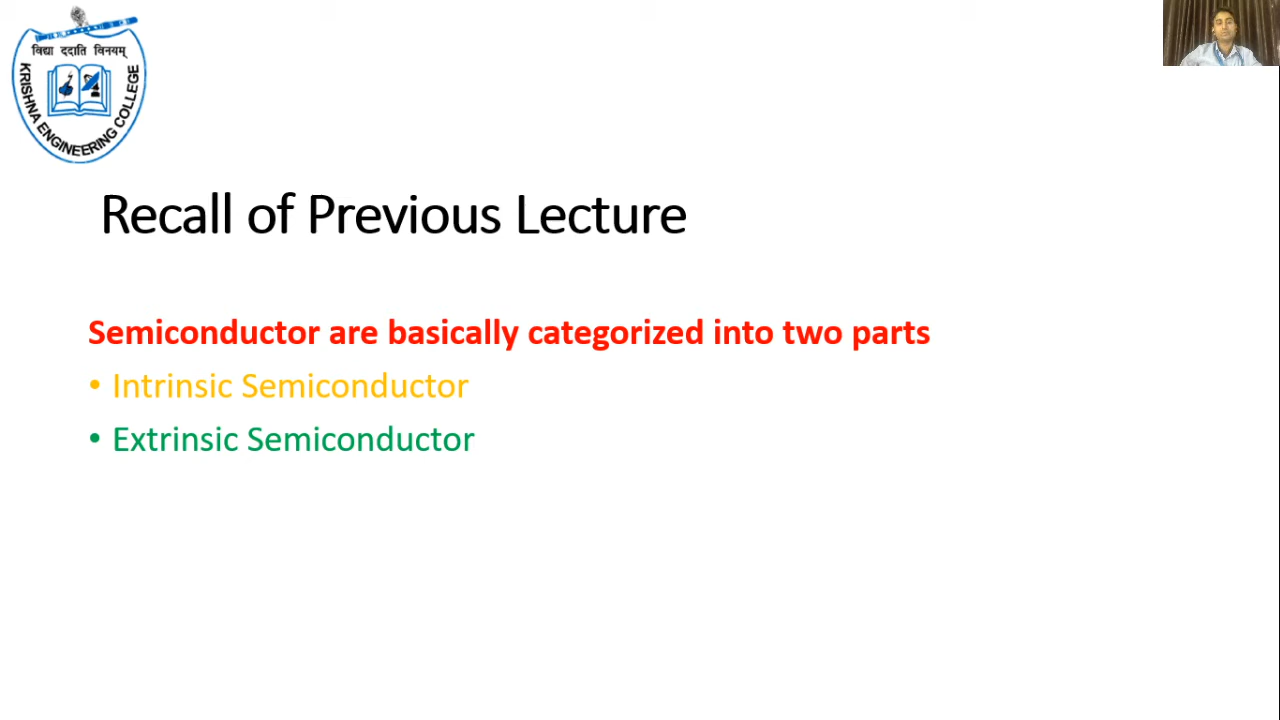 विद्या ददाति विनयम्
KRISHNA ENGINEERING COLLEGE
Recall of Previous Lecture
Semiconductor are basically categorized into two parts
• Intrinsic Semiconductor
• Extrinsic Semiconductor